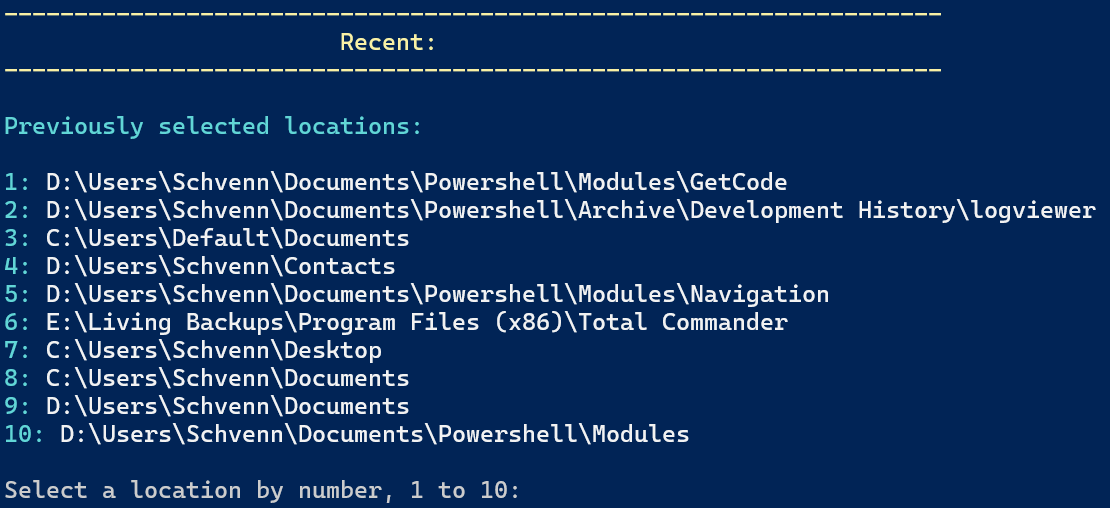 -------------------------------------------------------------------
Recent:
-------------------------------------------------------------------
Previously selected locations:
1: D:\Users\Schvenn\Documents\Powershell\Modules\GetCode
2: D:\Users\Schvenn\Documents\Powershell\Archive\Development History\logviewer
3: C:\Users\Default\Documents
4: D:\Users\Schvenn\Contacts
5: D:\Users\Schvenn\Documents\Powershell\Modules\Navigation
6: E:\Living Backups\Program Files (x86)\Total Commander
7: C:\Users\Schvenn\Desktop
8: C:\Users\Schvenn\Documents
9: D:\Users\Schvenn\Documents
10: D:\Users\Schvenn\Documents\Powershell\Modules
Select a location by number, 1 to 10: